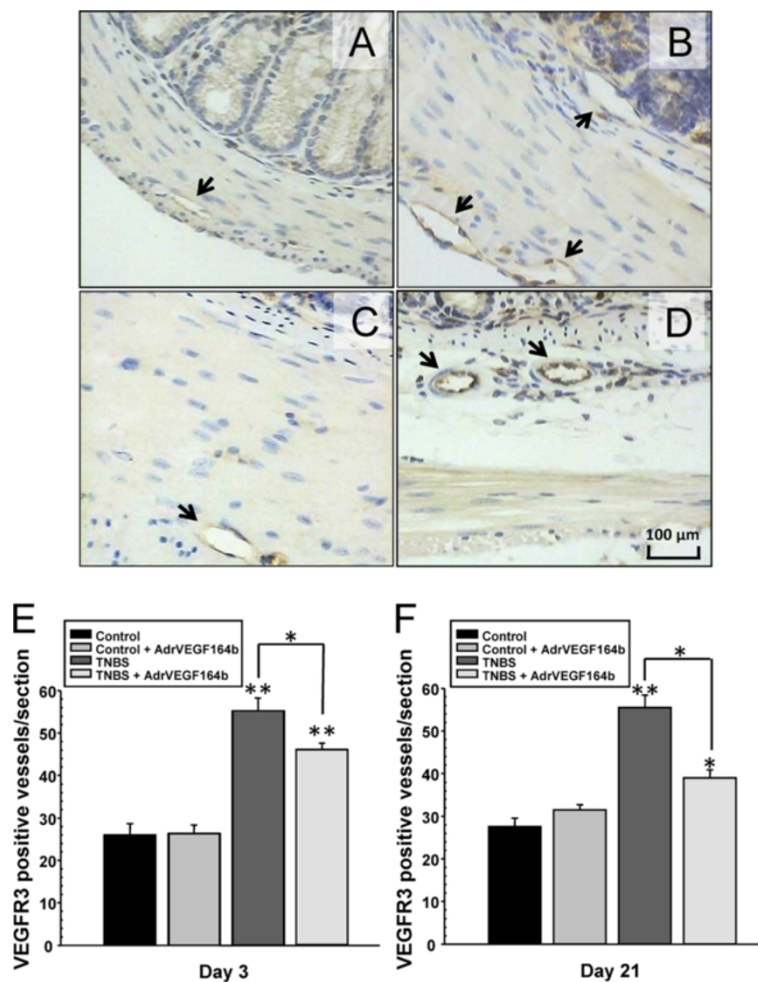 A
B
C
D
100 µm
E
Control
Control + AdrVEGF164b
TNBS
TNBS + AdrVEGF164b
*
**
**
VEGFR3 positive vessels/section
60
50
40
30
20
10
0
Day 3
F
Control
Control + AdrVEGF164b
TNBS
TNBS + AdrVEGF164b
*
**
*
VEGFR3 positive vessels/section
60
50
40
30
20
10
0
Day 21